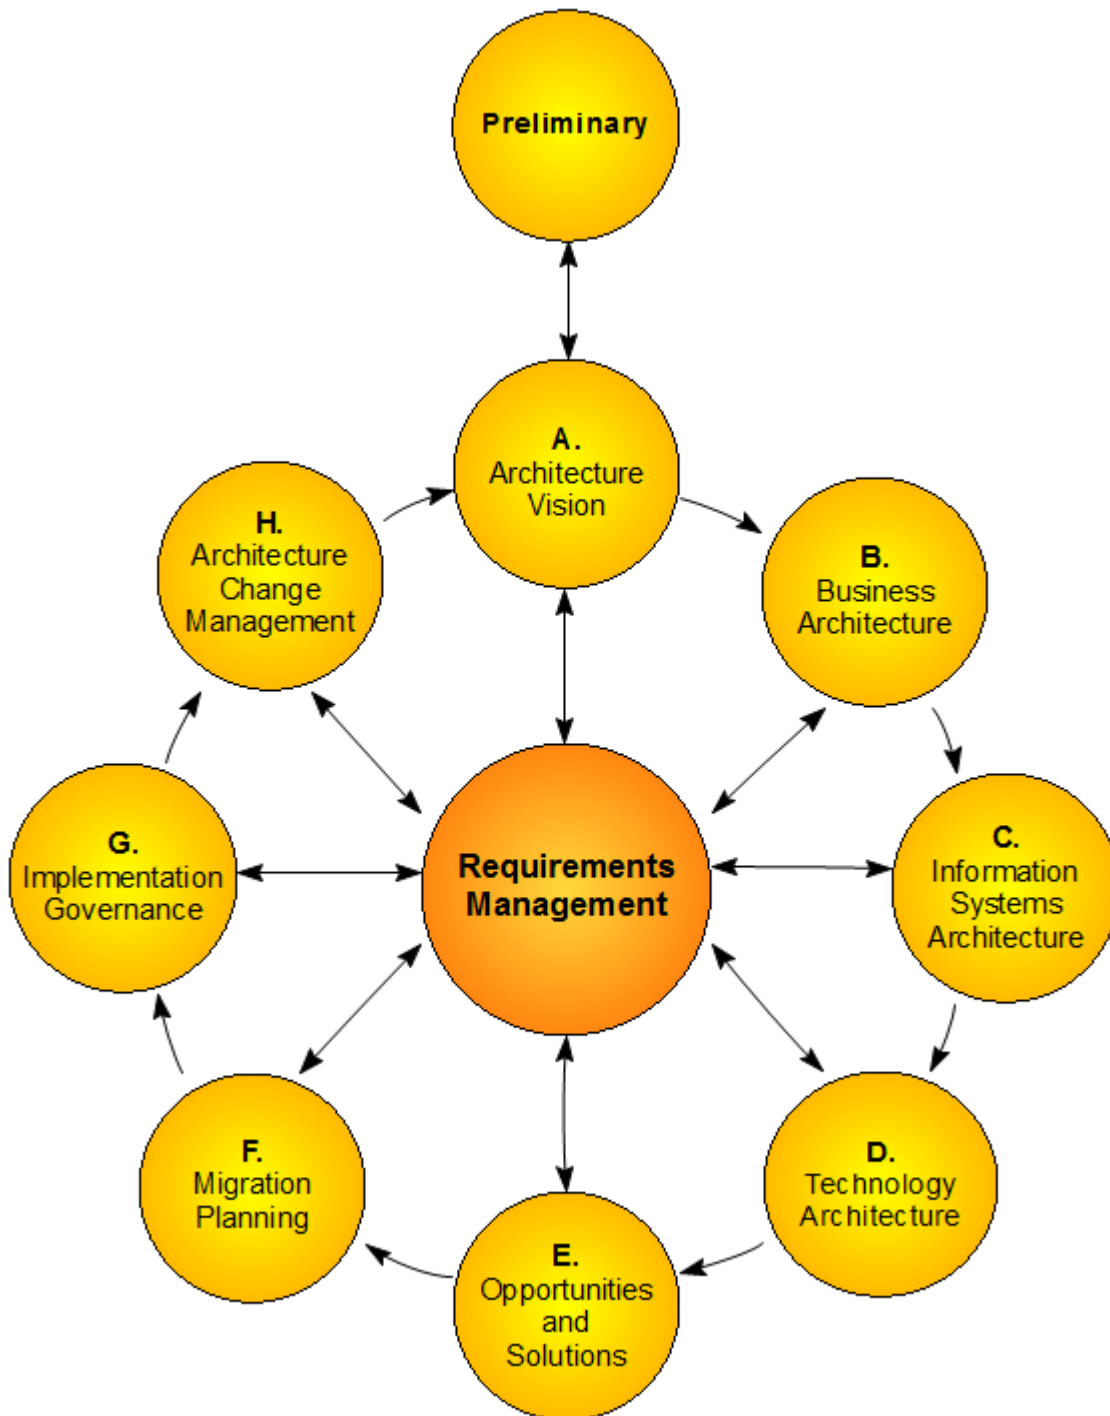 Preliminary
A.
Architecture
Vision
B.
Business
Architecture
C.
Information
Systems
Architecture
D.
Technology
Architecture
E.
Opportunities
and
Solutions
F.
Migration
Planning
G.
Implementation
Governance
H.
Architecture
Change
Management
Requirements
Management